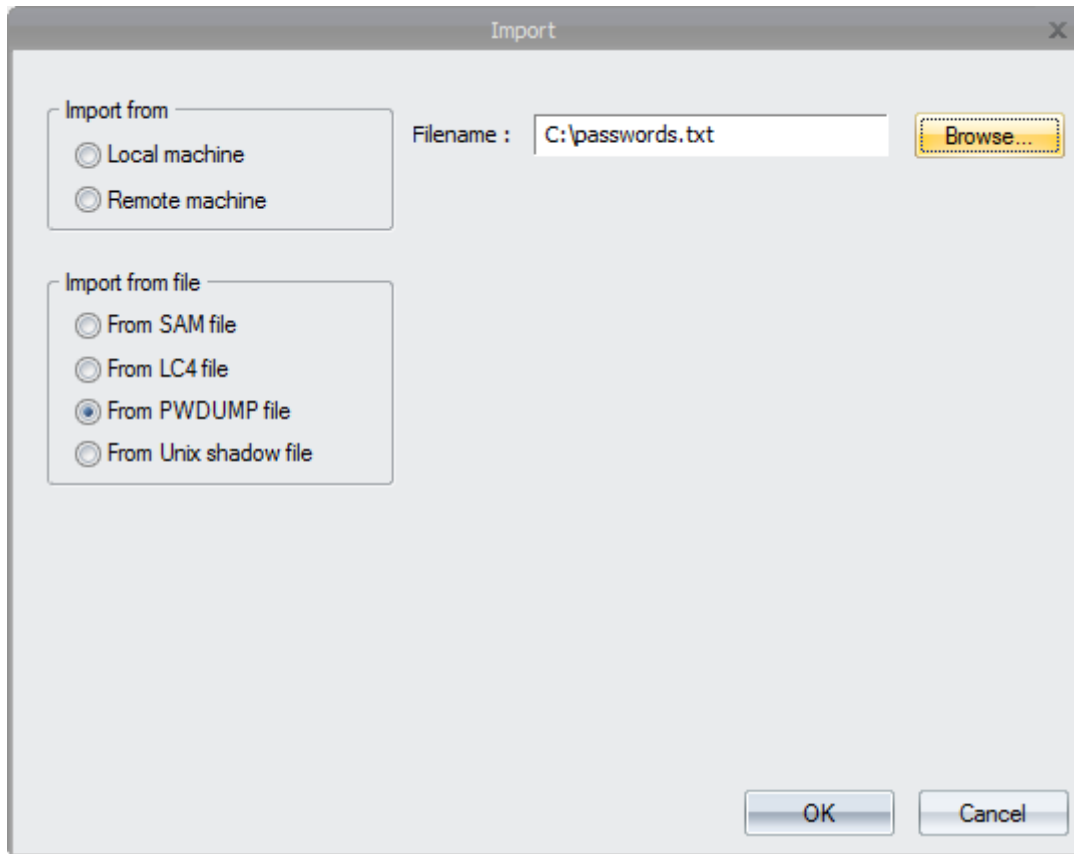 Import
Import from
Local machine
Remote machine
Filename :
C:\passwords.txt
Browse...
Import from file
From SAM file
From LC4 file
From PWDUMP file
From Unix shadow file
OK
Cancel